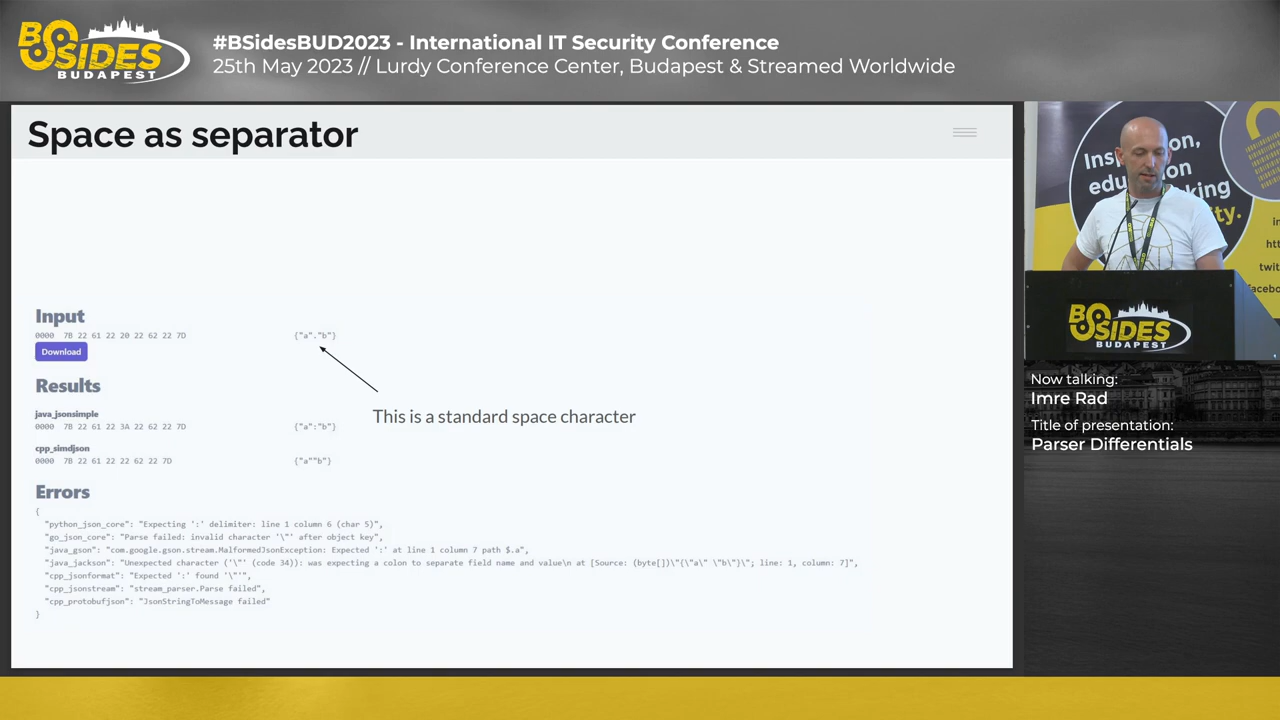 BSIDES
BUDAPEST
#BSidesBUD2023 - International IT Security Conference
25th May 2023 // Lurdy Conference Center, Budapest & Streamed Worldwide
Space as separator
Input
0000 7B 22 61 22 20 22 62 22 7D {"a"."b"}
Download
This is a standard space character
Results
java_jsonsimple
0000 7B 22 61 22 3A 22 62 22 7D {"a":"b"}
cpp_simdjson
0000 7B 22 61 22 22 62 22 7D {"a""b"}
Errors
{
"python_json_core": "Expecting ':' delimiter: line 1 column 6 (char 5)",
"go_json_core": "Parse failed: invalid character '\"' after object key",
"java_gson": "com.google.gson.stream.MalformedJsonException: Expected ':' at line 1 column 7 path $.a",
"java_jackson": "Unexpected character ('\"' (code 34)): was expecting a colon to separate field name and value\n at [Source: (byte[])\"{\"a\" \"b\"}\"; line: 1, column: 7]",
"cpp_jsonformat": "Expected ':' found '\"'",
"cpp_jsonstream": "stream_parser.Parse failed",
"cpp_protobufjson": "JsonStringToMessage failed"
}
BSIDES
BUDAPEST
Now talking:
Imre Rad
Title of presentation:
Parser Differentials